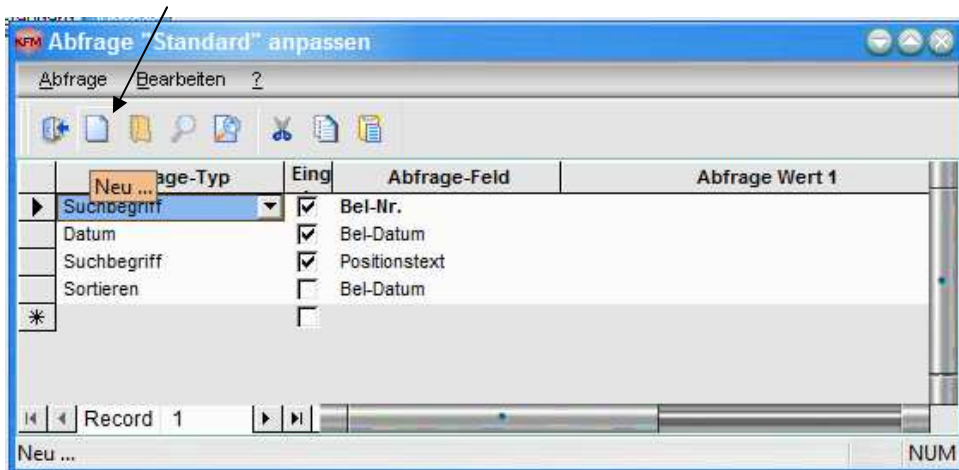 KFM Abfrage "Standard" anpassen
Abfrage Bearbeiten ?
Neu ...
age-Typ Eing Abfrage-Feld Abfrage Wert 1
Suchbegriff Bel-Nr.
Datum Bel-Datum
Suchbegriff Positionstext
Sortieren Bel-Datum
Record 1
Neu ... NUM